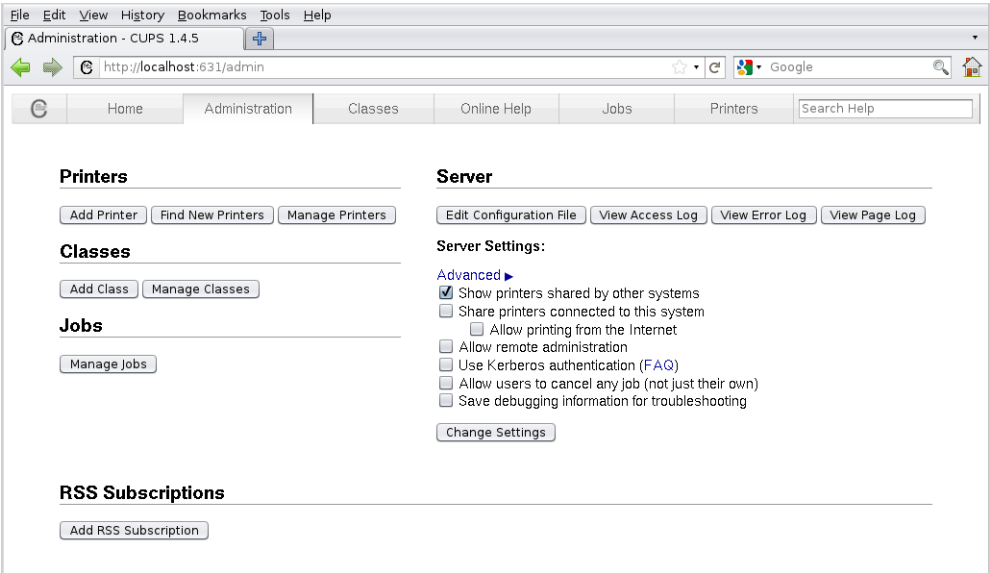 File Edit View History Bookmarks Tools Help
Administration - CUPS 1.4.5
http://localhost:631/admin
Google
Home Administration Classes Online Help Jobs Printers Search Help
Printers
Add Printer Find New Printers Manage Printers
Classes
Add Class Manage Classes
Jobs
Manage Jobs
Server
Edit Configuration File View Access Log View Error Log View Page Log
Server Settings:
Advanced ▶
Show printers shared by other systems
Share printers connected to this system
Allow printing from the Internet
Allow remote administration
Use Kerberos authentication (FAQ)
Allow users to cancel any job (not just their own)
Save debugging information for troubleshooting
Change Settings
RSS Subscriptions
Add RSS Subscription